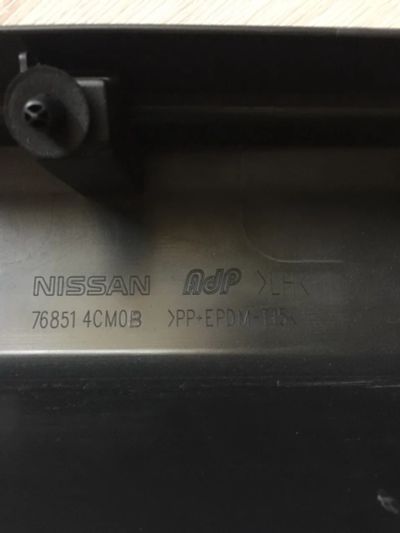 NISSAN AdP >LH<
76851 4CM0B >PP+EPDM-T15<